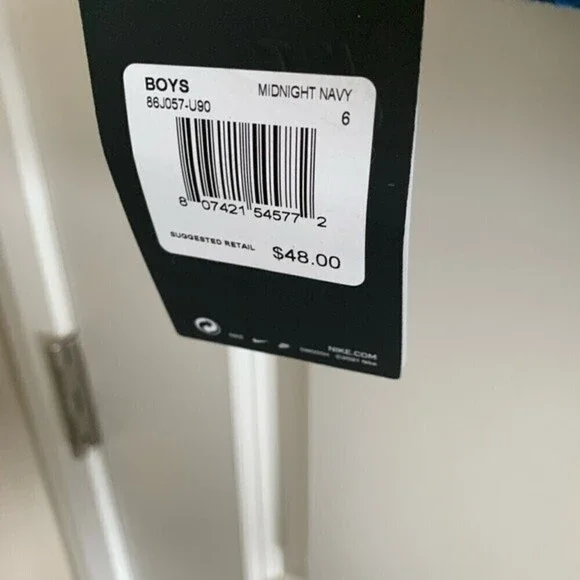 BOYS MIDNIGHT NAVY
86J057-U90 6
8 07421 54577 2
SUGGESTED RETAIL $48.00
NIKE.COM